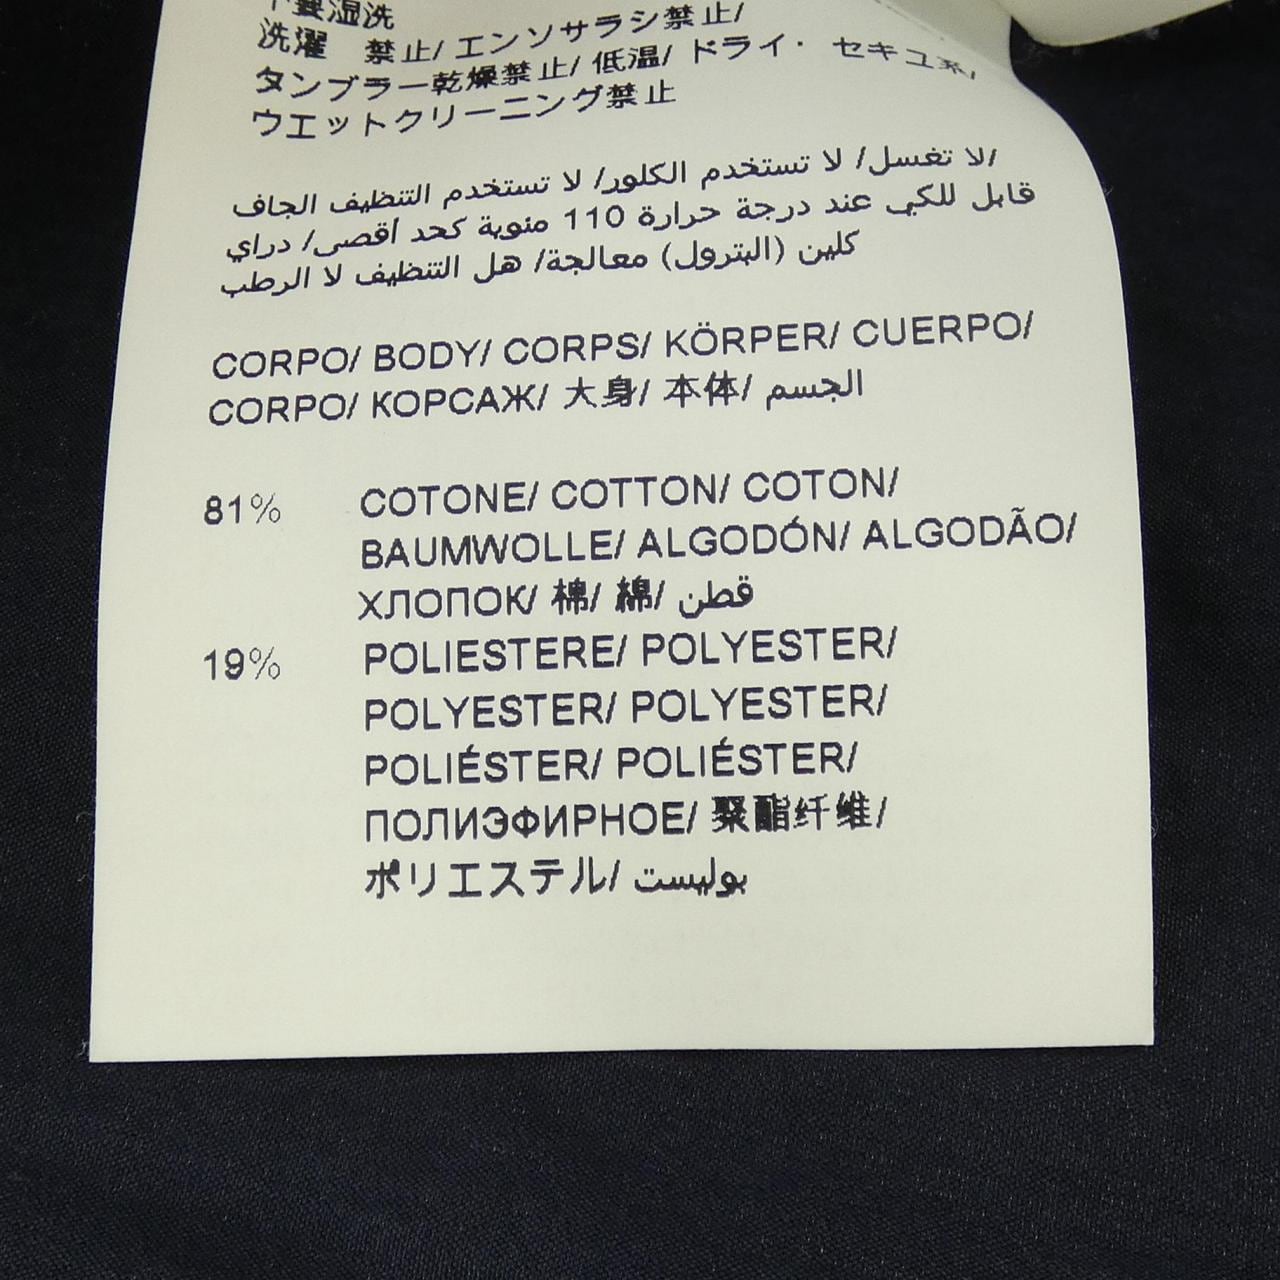 不要湿洗
洗濯 禁止/ エンソサラシ禁止/
タンブラー乾燥禁止/ 低温/ ドライ・ セキユ系/
ウエットクリーニング禁止
لا تغسل/ لا تستخدم الكلور/ لا تستخدم التنظيف الجاف/
قابل للكي عند درجة حرارة 110 مئوية كحد أقصى/ دراي
كلين (البترول) معالجة/ هل التنظيف لا الرطب
CORPO/ BODY/ CORPS/ KÖRPER/ CUERPO/
CORPO/ КОРСАЖ/ 大身/ 本体/ الجسم
81% COTONE/ COTTON/ COTON/
BAUMWOLLE/ ALGODÓN/ ALGODÃO/
ХЛОПОК/ 棉/ 綿/ قطن
19% POLIESTERE/ POLYESTER/
POLYESTER/ POLYESTER/
POLIÉSTER/ POLIÉSTER/
ПОЛИЭФИРНОЕ/ 聚酯纤维/
ポリエステル/ بوليست